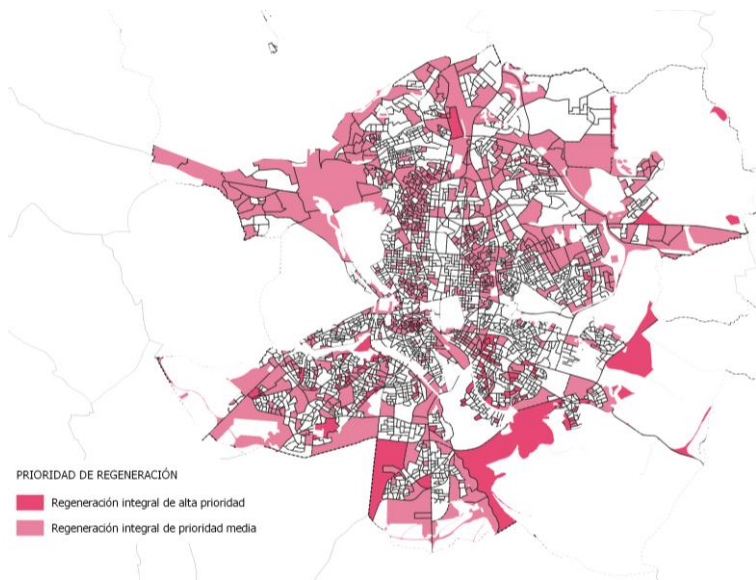 PRIORIDAD DE REGENERACIÓN
Regeneración integral de alta prioridad
Regeneración integral de prioridad media